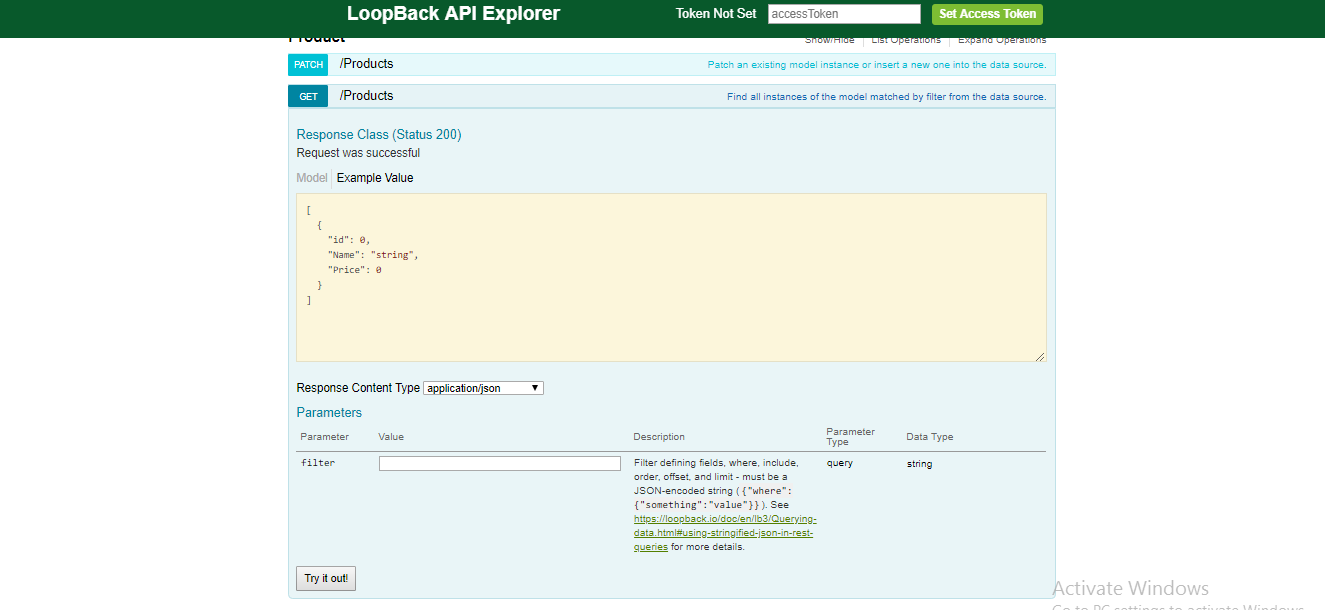 LoopBack API Explorer Token Not Set accessToken Set Access Token
Product Show/Hide List Operations Expand Operations
PATCH /Products Patch an existing model instance or insert a new one into the data source.
GET /Products Find all instances of the model matched by filter from the data source.
Response Class (Status 200)
Request was successful
Model Example Value
[
{
"id": 0,
"Name": "string",
"Price": 0
}
]
Response Content Type application/json
Parameters
Parameter Value Description Parameter Type Data Type
filter Filter defining fields, where, include, query string
order, offset, and limit - must be a
JSON-encoded string ({"where":
{"something":"value"}}). See
https://loopback.io/doc/en/lb3/Querying-
data.html#using-stringified-json-in-rest-
queries for more details.
Try it out!
Activate Windows
Go to PC settings to activate Windows.